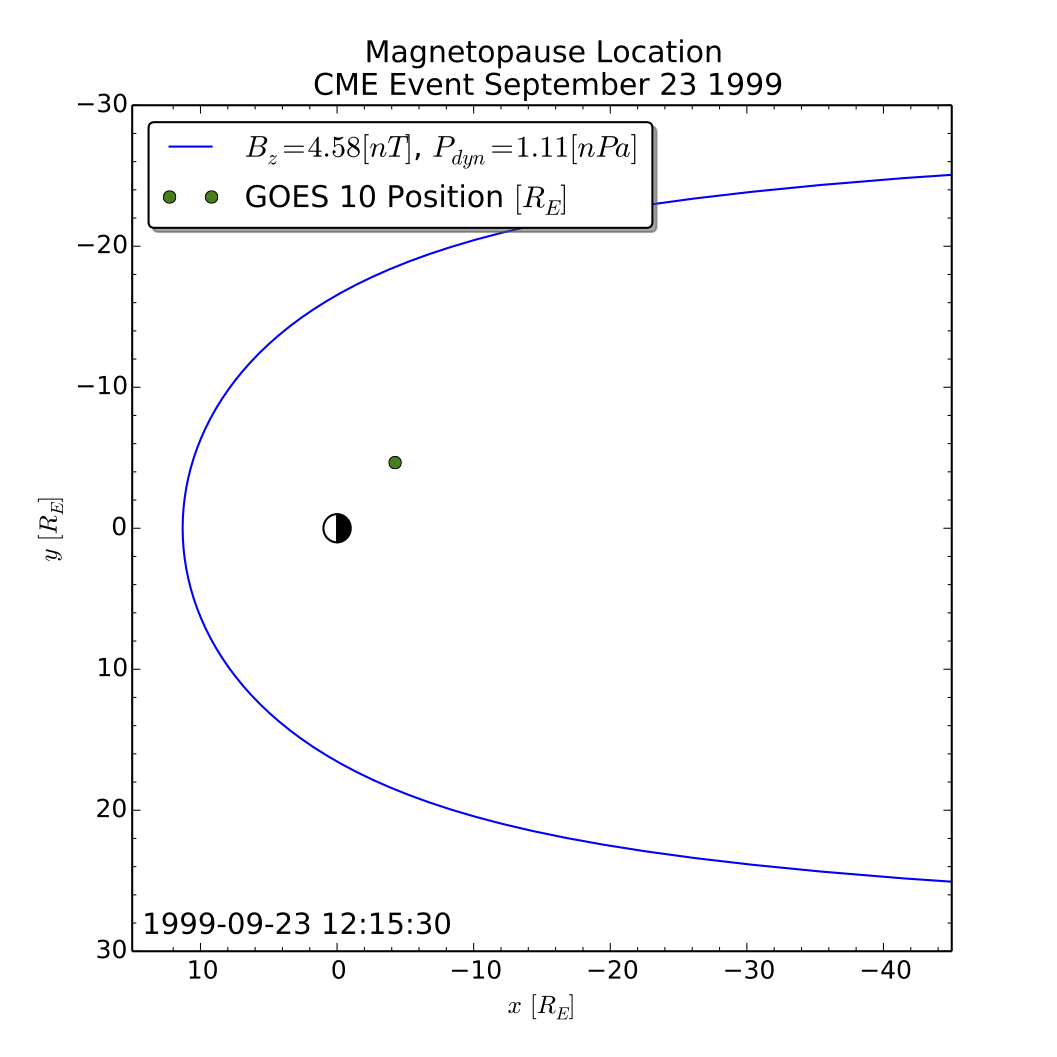 Magnetopause Location
CME Event September 23 1999
B_z=4.58[nT], P_dyn=1.11[nPa]
GOES 10 Position [R_E]
−30
−20
−10
0
10
20
30
y [R_E]
1999-09-23 12:15:30
10 0 −10 −20 −30 −40
x [R_E]